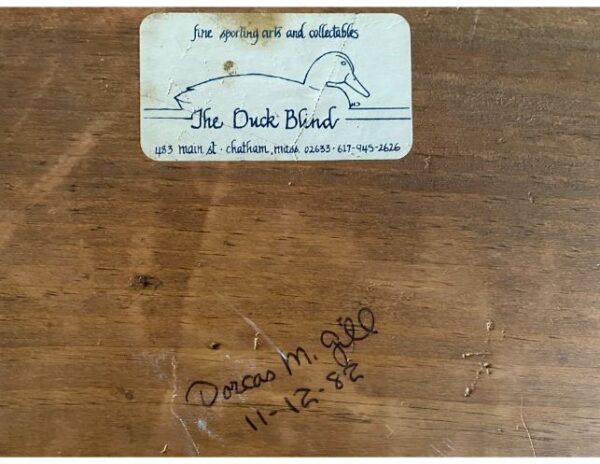 fine sporting arts and collectables
The Duck Blind
483 main st · chatham, mass. 02633 · 617-945-2626
Dorcas M. Gill
11-12-82